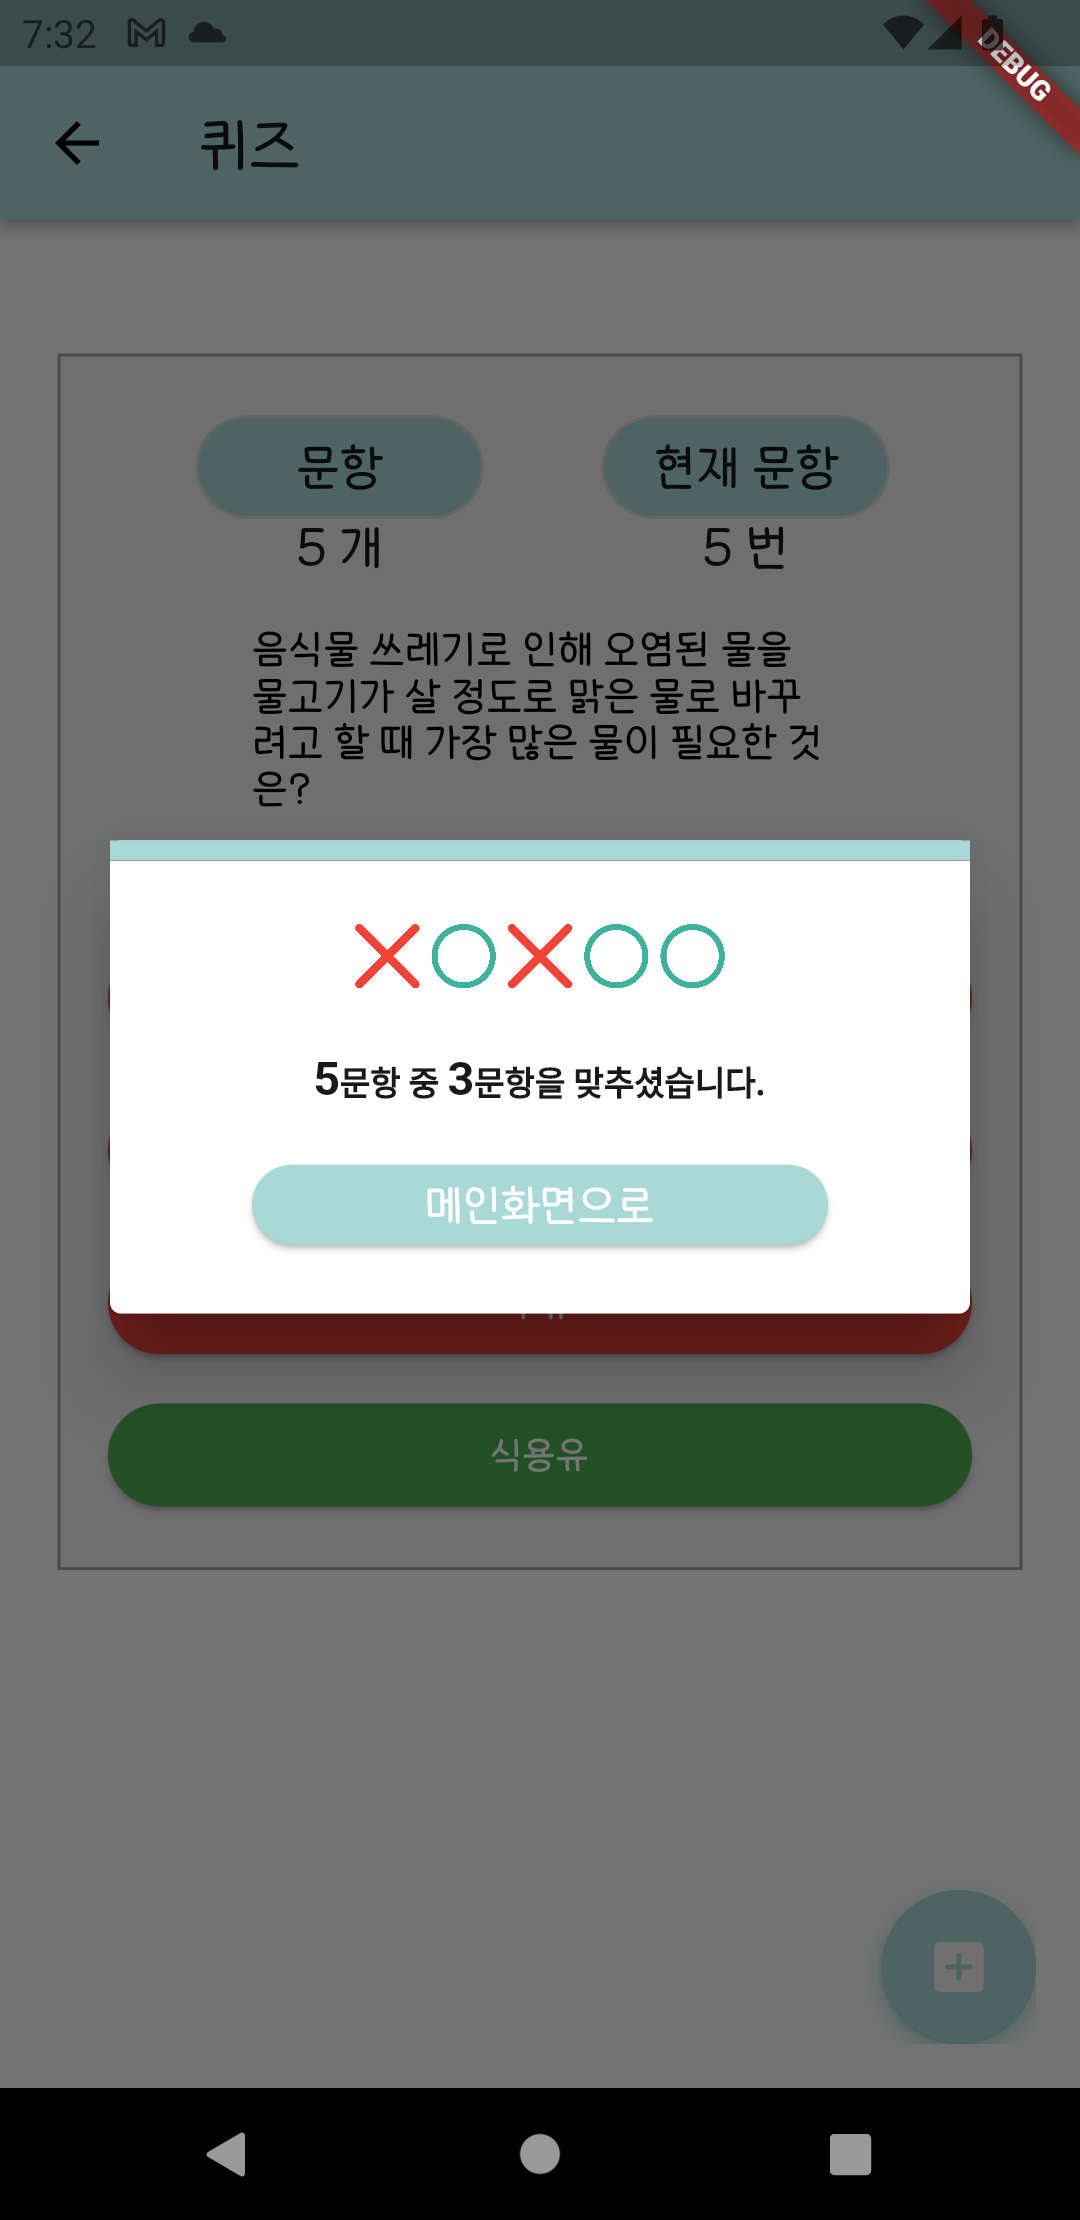 7:32
DEBUG
퀴즈
문항
현재 문항
5 개
5 번
음식물 쓰레기로 인해 오염된 물을
물고기가 살 정도로 맑은 물로 바꾸
려고 할 때 가장 많은 물이 필요한 것
은?
5문항 중 3문항을 맞추셨습니다.
메인화면으로
식용유